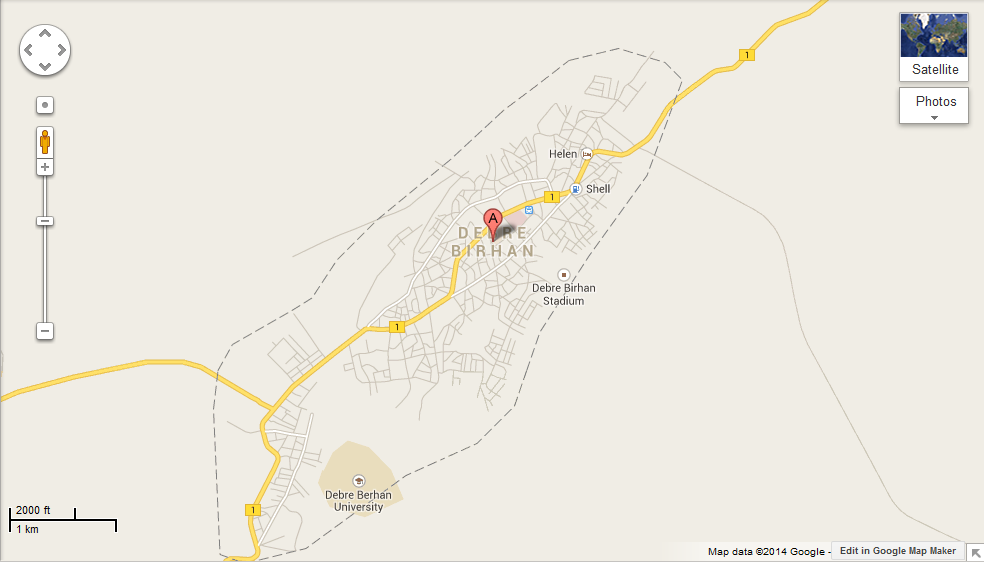 1
Satellite
Photos
Helen
Shell
1
A
DEBRE
BIRHAN
Debre Birhan
Stadium
1
Debre Berhan
University
1
2000 ft
1 km
Map data ©2014 Google -
Edit in Google Map Maker